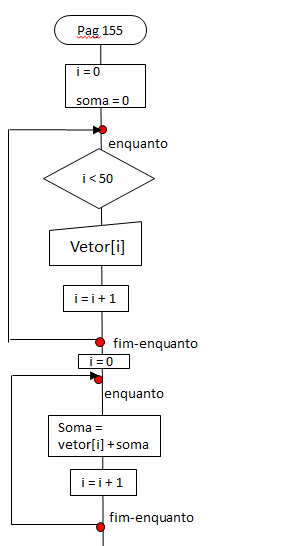 Pag 155
i = 0
soma = 0
enquanto
i < 50
Vetor[i]
i = i + 1
fim-enquanto
i = 0
enquanto
Soma =
vetor[i] + soma
i = i + 1
fim-enquanto